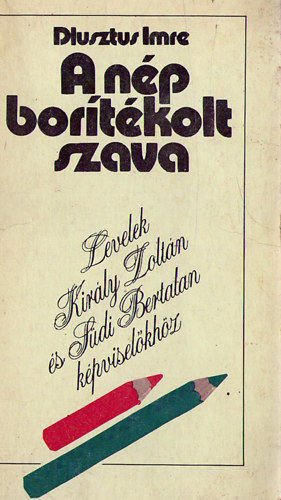 Dlusztus Imre
A nép
borítékolt
szava
Levelek
Király Zoltán
és Südi Bertalan
képviselőkhöz